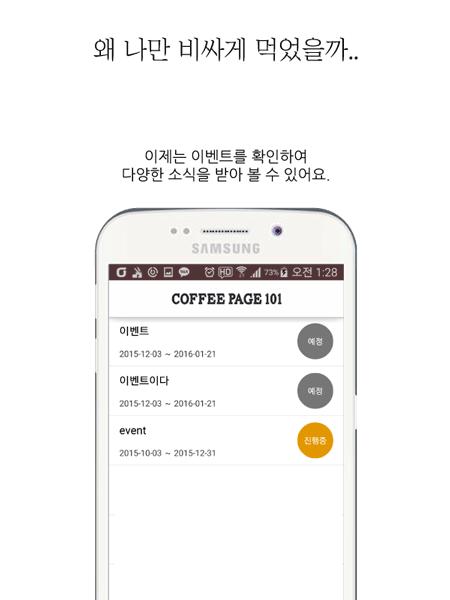 왜 나만 비싸게 먹었을까..
이제는 이벤트를 확인하여
다양한 소식을 받아 볼 수 있어요.
SAMSUNG
HD 73% 오전 1:28
COFFEE PAGE 101
이벤트
예정
2015-12-03 ~ 2016-01-21
이벤트이다
예정
2015-12-03 ~ 2016-01-21
event
진행중
2015-10-03 ~ 2015-12-31